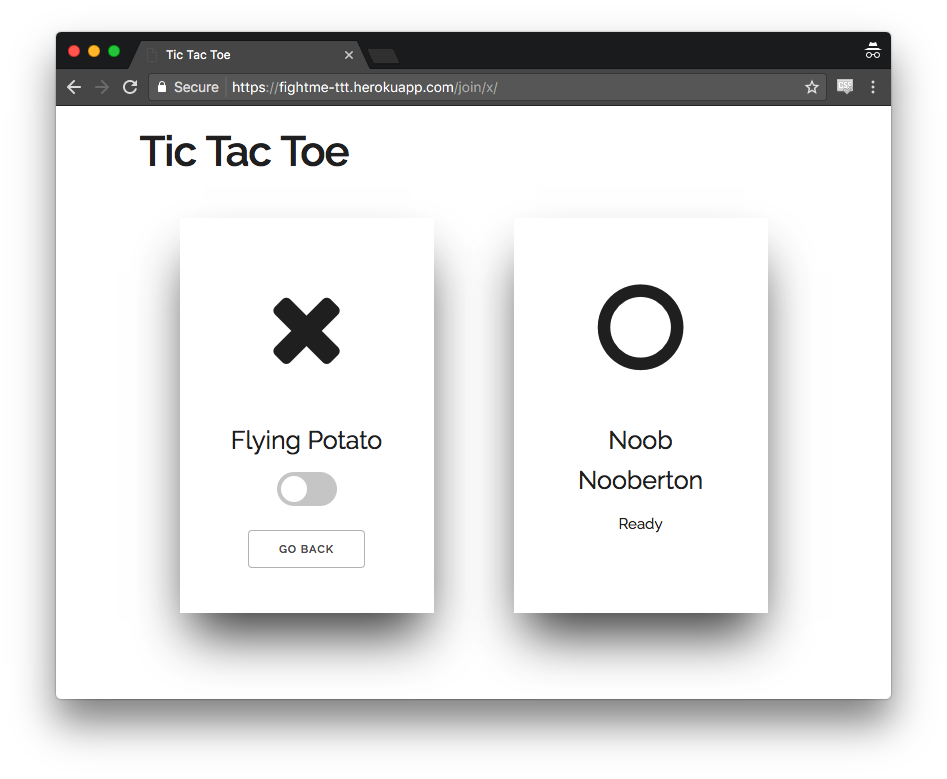 Tic Tac Toe
Secure https://fightme-ttt.herokuapp.com/join/x/
Tic Tac Toe
Flying Potato
GO BACK
Noob
Nooberton
Ready